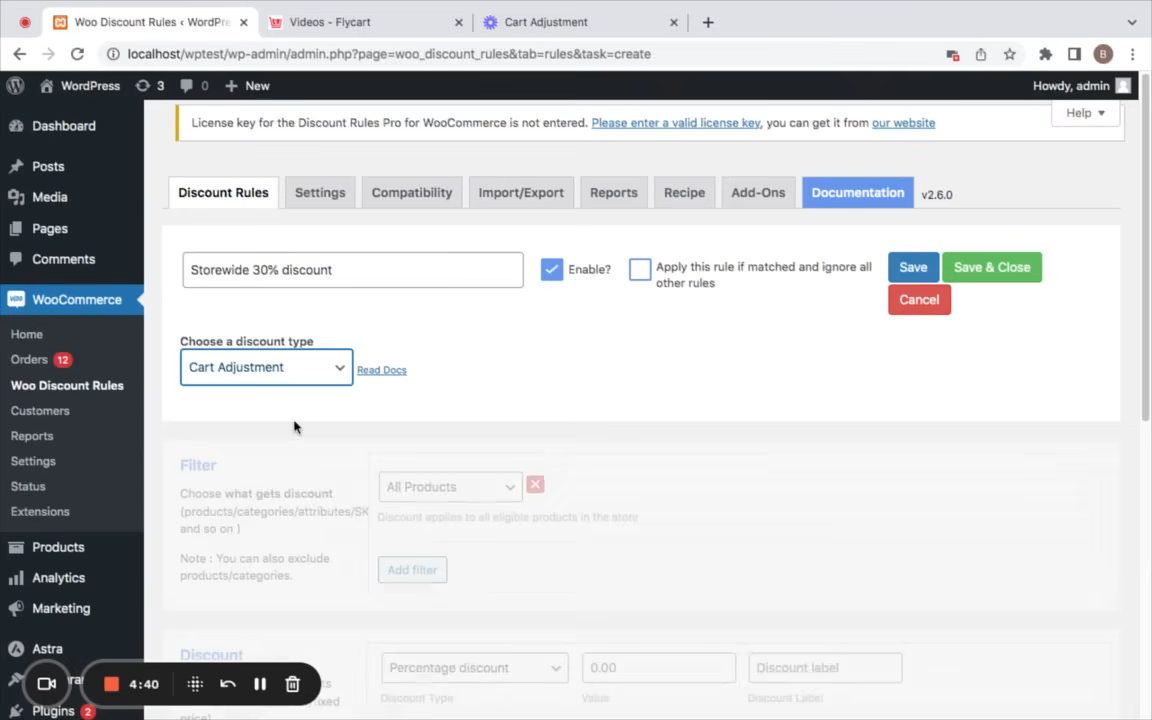 Woo Discount Rules ‹ WordPre
Videos - Flycart
Cart Adjustment
localhost/wptest/wp-admin/admin.php?page=woo_discount_rules&tab=rules&task=create
B
WordPress
3
0
New
Howdy, admin
Dashboard
Posts
Media
Pages
Comments
WooCommerce
Home
Orders 12
Woo Discount Rules
Customers
Reports
Settings
Status
Extensions
Products
Analytics
Marketing
Astra
Plugins 2
4:40
License key for the Discount Rules Pro for WooCommerce is not entered. Please enter a valid license key, you can get it from our website
Help
Discount Rules
Settings
Compatibility
Import/Export
Reports
Recipe
Add-Ons
Documentation
v2.6.0
Storewide 30% discount
Enable?
Apply this rule if matched and ignore all
other rules
Save
Save & Close
Cancel
Choose a discount type
Cart Adjustment
Read Docs
Filter
Choose what gets discount
(products/categories/attributes/SK
and so on )
Note : You can also exclude
products/categories.
All Products
Discount applies to all eligible products in the store
Add filter
Discount
Percentage discount
0.00
Discount label
Discount Type
Value
Discount Label